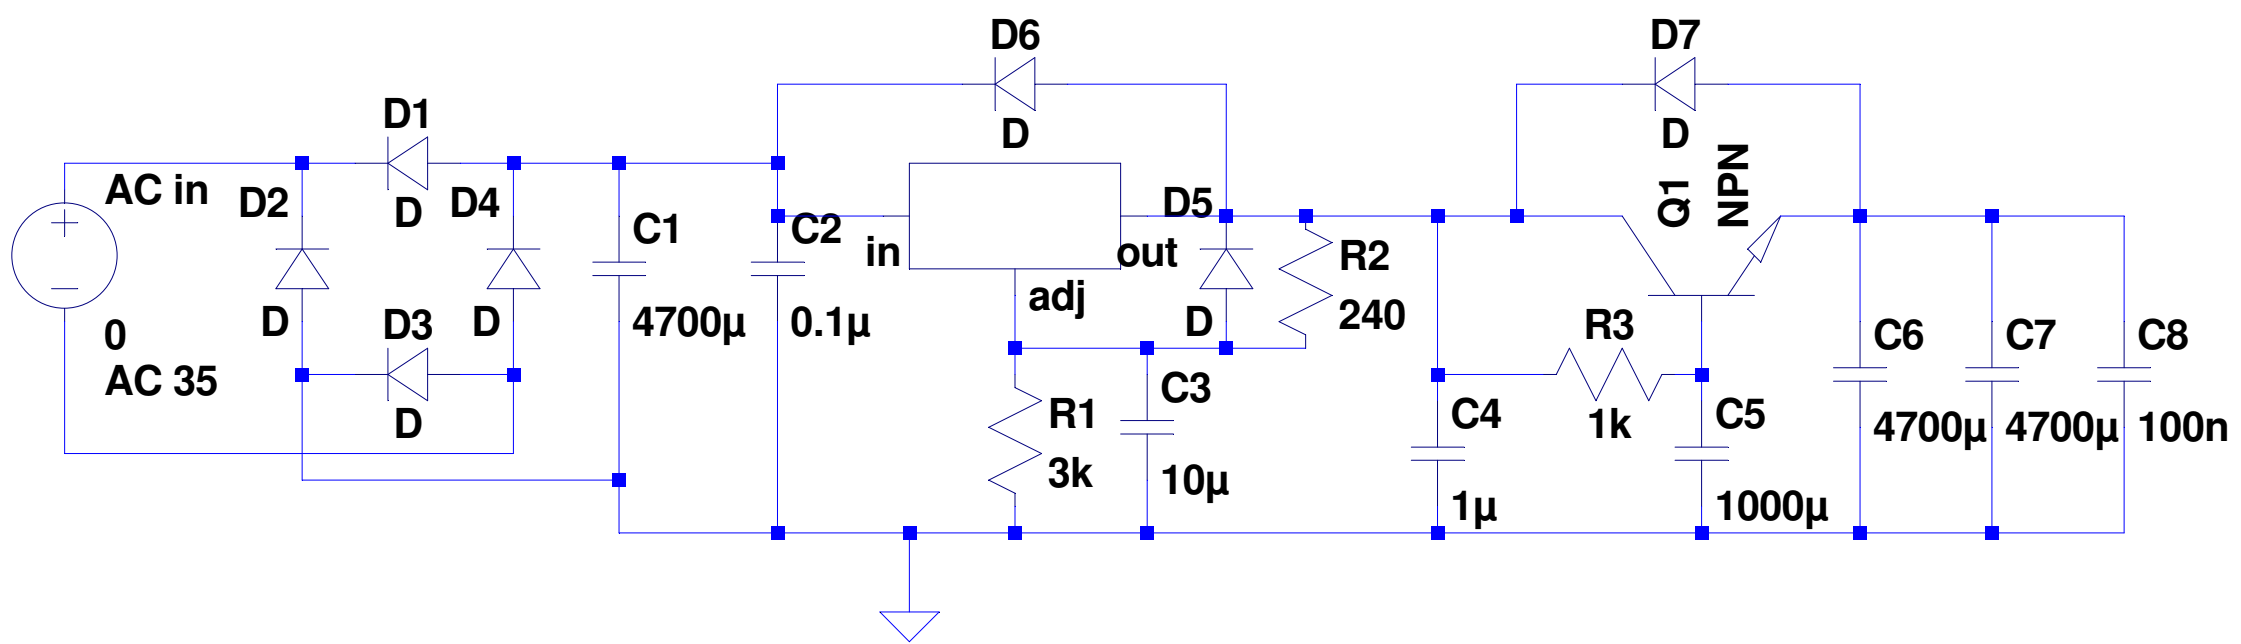 D6
D7
D1
D
D
AC in
D2
D
D4
D5
Q1
NPN
C1
C2
in
out
R2
adj
0
D
D3
D
4700µ
0.1µ
D
240
R3
C6
C7
C8
AC 35
D
R1
C3
C4
1k
C5
4700µ
4700µ
100n
3k
10µ
1µ
1000µ